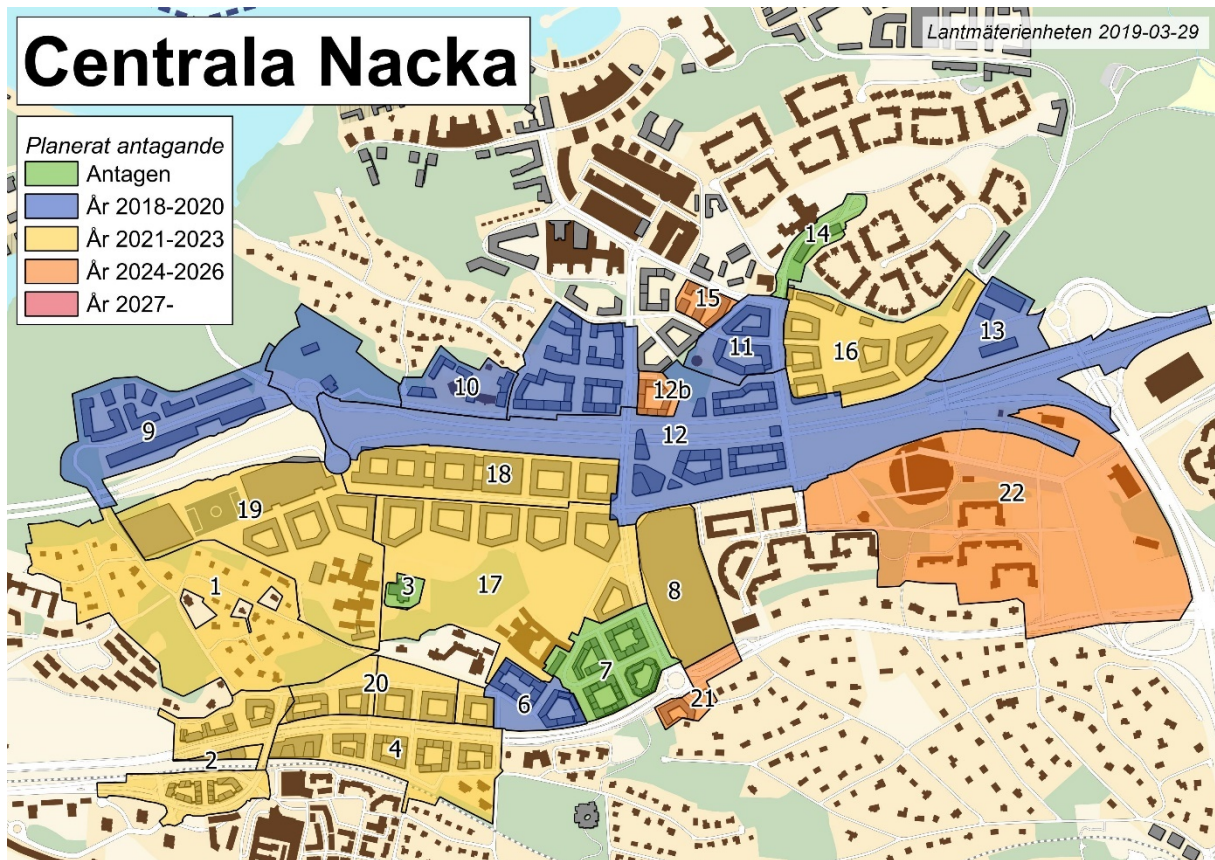 Centrala Nacka
Lantmäterienheten 2019-03-29
Planerat antagande
Antagen
År 2018-2020
År 2021-2023
År 2024-2026
År 2027-
14
15
11
16
13
10
12b
9
12
18
22
19
3
17
1
8
7
20
6
21
4
2